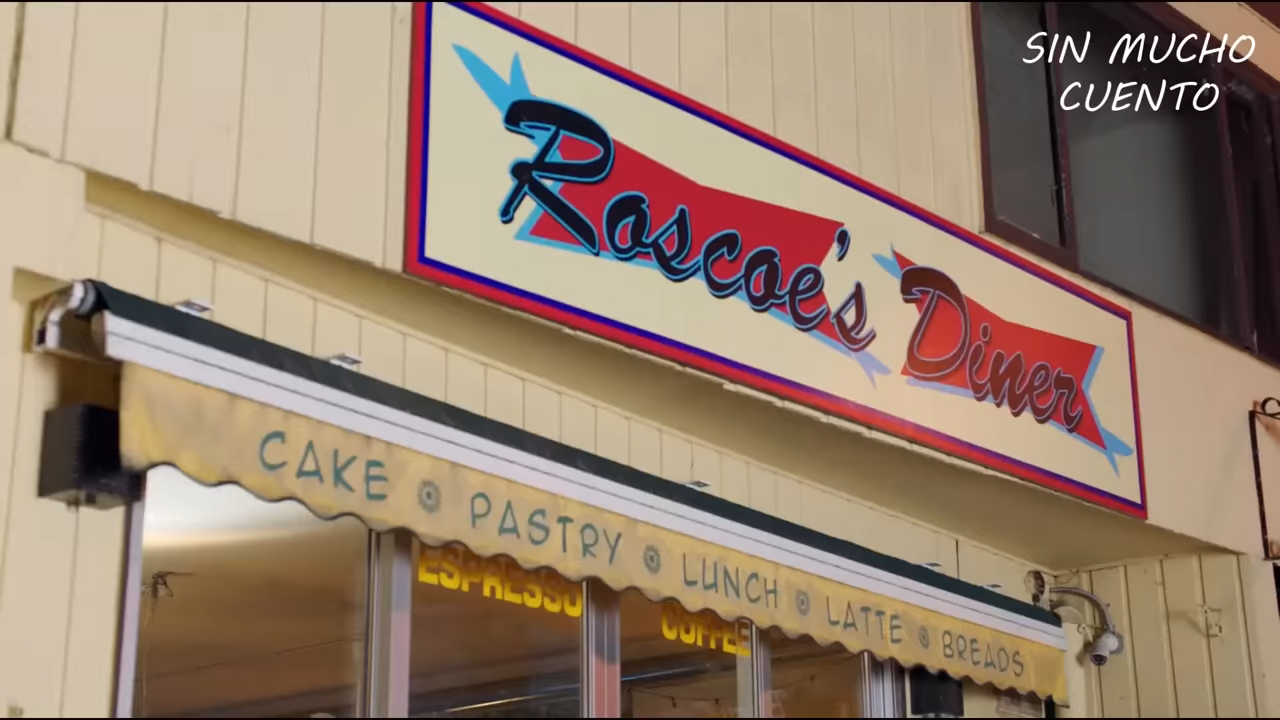 SIN MUCHO
CUENTO
Roscoe's Diner
CAKE PASTRY LUNCH LATTE BREADS
ESPRESSO
COFFEE